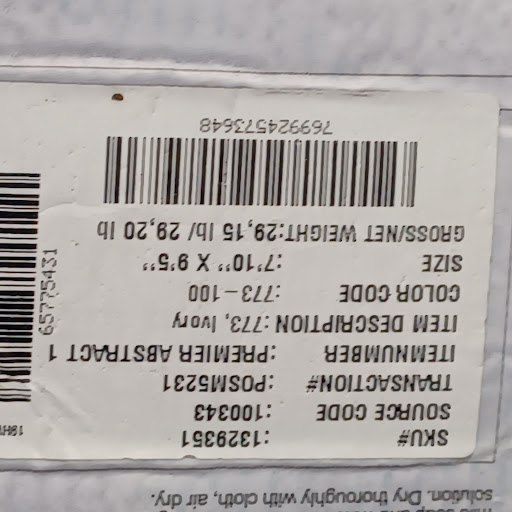 solution. Dry thoroughly with cloth, air dry.
SKU# :1329351
SOURCE CODE :100343
TRANSACTION# :POSM5231
ITEMNUMBER :PREMIER ABSTRACT 1
ITEM DESCRIPTION :773, Ivory
COLOR CODE :773-100
SIZE :7'10'' X 9'5''
GROSS/NET WEIGHT:29,15 lb/ 29,20 lb
769924573648
65775431